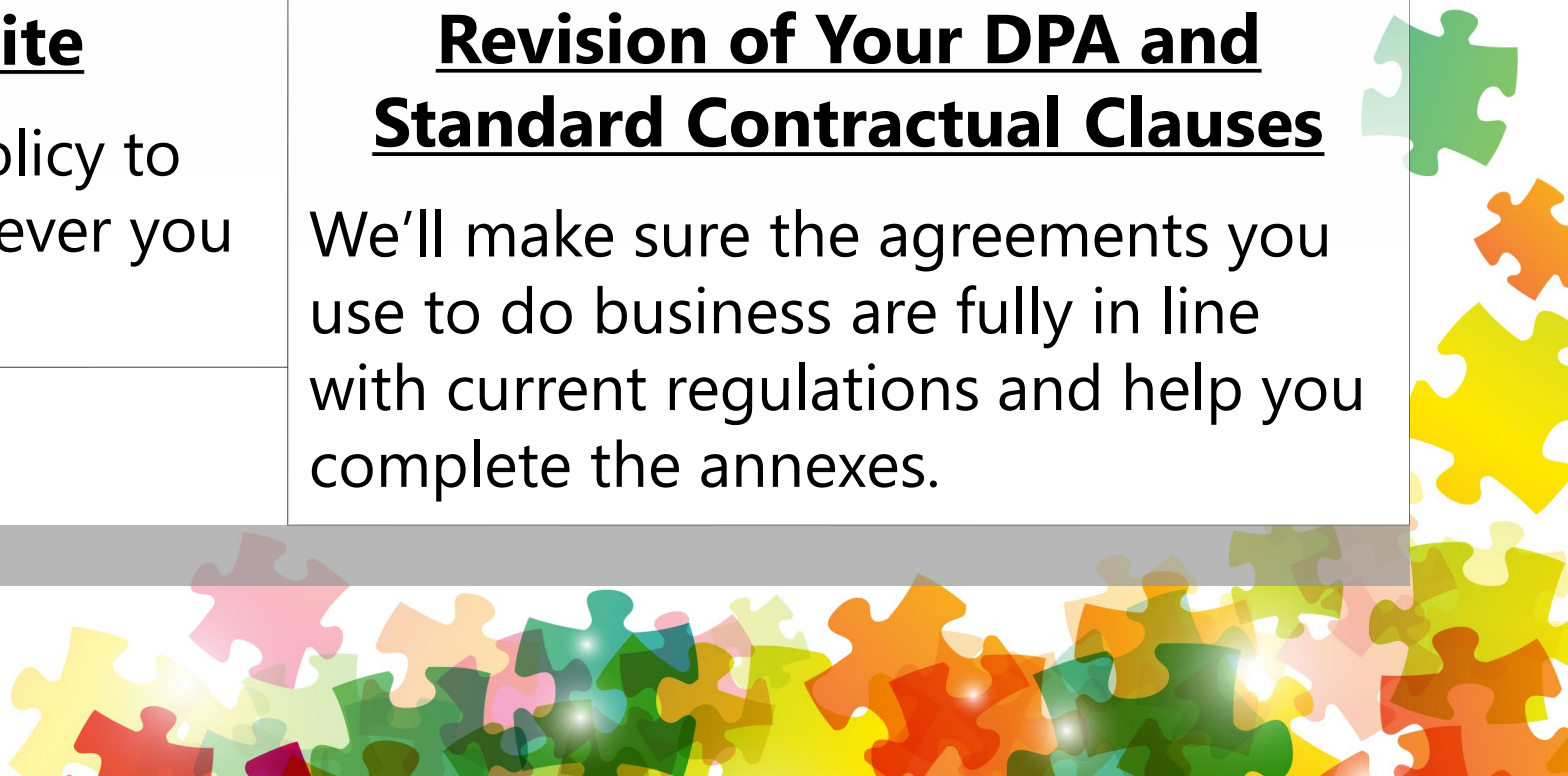 ite
olicy to
ever you
Revision of Your DPA and
Standard Contractual Clauses
We’ll make sure the agreements you
use to do business are fully in line
with current regulations and help you
complete the annexes.